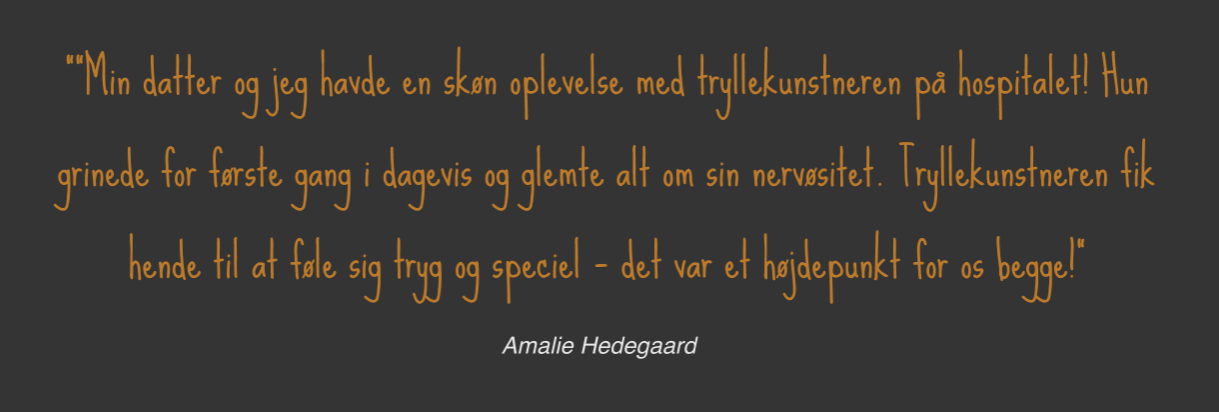 ""Min datter og jeg havde en skøn oplevelse med tryllekunstneren på hospitalet! Hun
grinede for første gang i dagevis og glemte alt om sin nervøsitet. Tryllekunstneren fik
hende til at føle sig tryg og speciel - det var et højdepunkt for os begge!"
Amalie Hedegaard